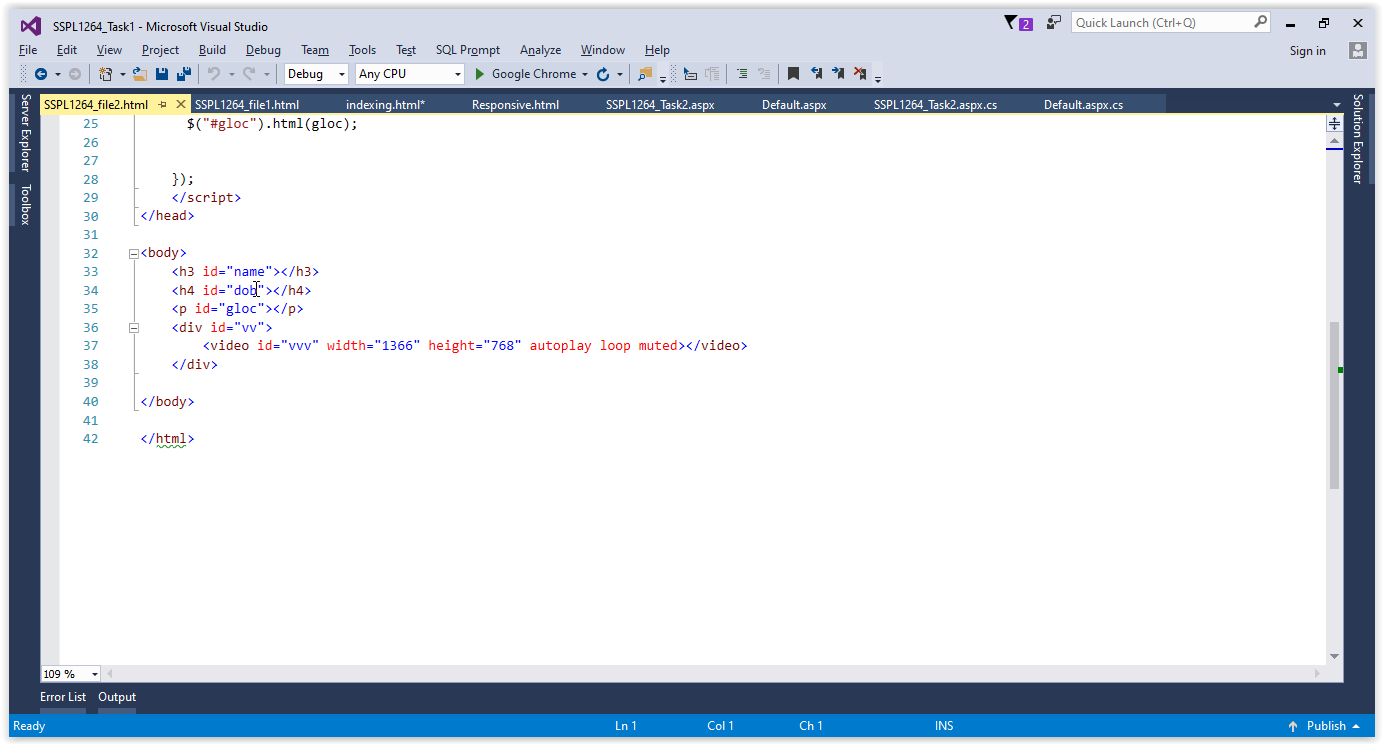 SSPL1264_Task1 - Microsoft Visual Studio
2
Quick Launch (Ctrl+Q)
File Edit View Project Build Debug Team Tools Test SQL Prompt Analyze Window Help
Sign in
Debug Any CPU Google Chrome
Server Explorer
Toolbox
SSPL1264_file2.html SSPL1264_file1.html indexing.html* Responsive.html SSPL1264_Task2.aspx Default.aspx SSPL1264_Task2.aspx.cs Default.aspx.cs
Solution Explorer
25 $("#gloc").html(gloc);
26
27
28 });
29 </script>
30 </head>
31
32 <body>
33 <h3 id="name"></h3>
34 <h4 id="dob"></h4>
35 <p id="gloc"></p>
36 <div id="vv">
37 <video id="vvv" width="1366" height="768" autoplay loop muted></video>
38 </div>
39
40 </body>
41
42 </html>
109 %
Error List Output
Ready Ln 1 Col 1 Ch 1 INS Publish